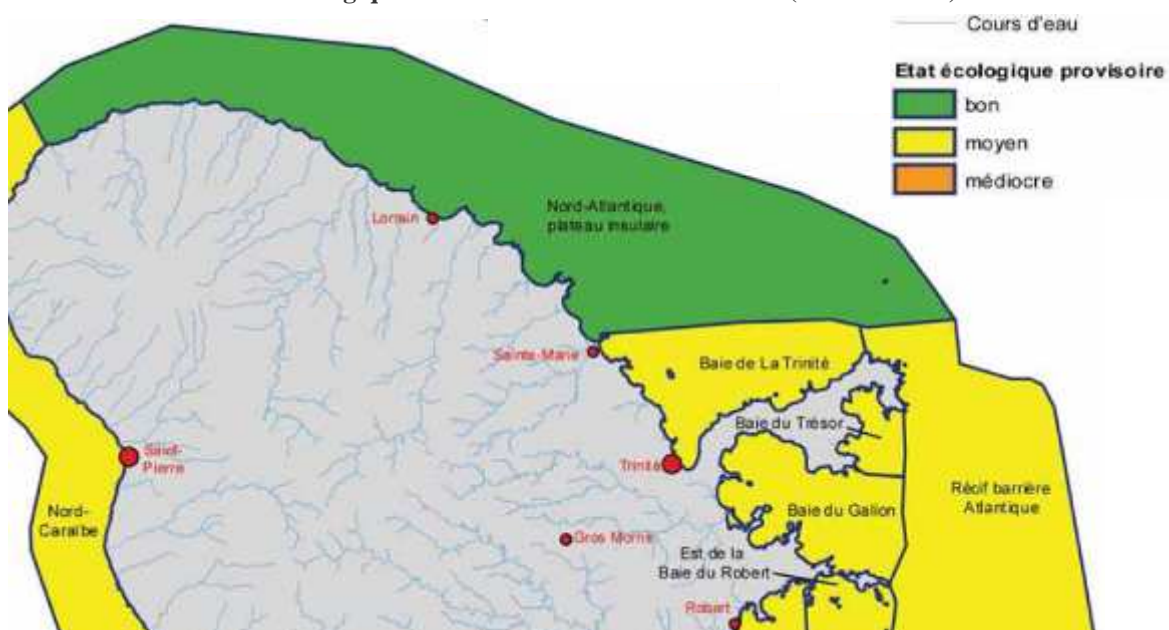 Cours d'eau
Etat écologique provisoire
bon
moyen
médiocre
Nord-Atlantique,
plateau insulaire
Lorrain
Sainte-Marie
Baie de La Trinité
Baie du Trésor
Saint-
Pierre
Trinité
Récif barrière
Atlantique
Nord-
Caraïbe
Baie du Galion
Gros Morne
Est de la
Baie du Robert
Robert